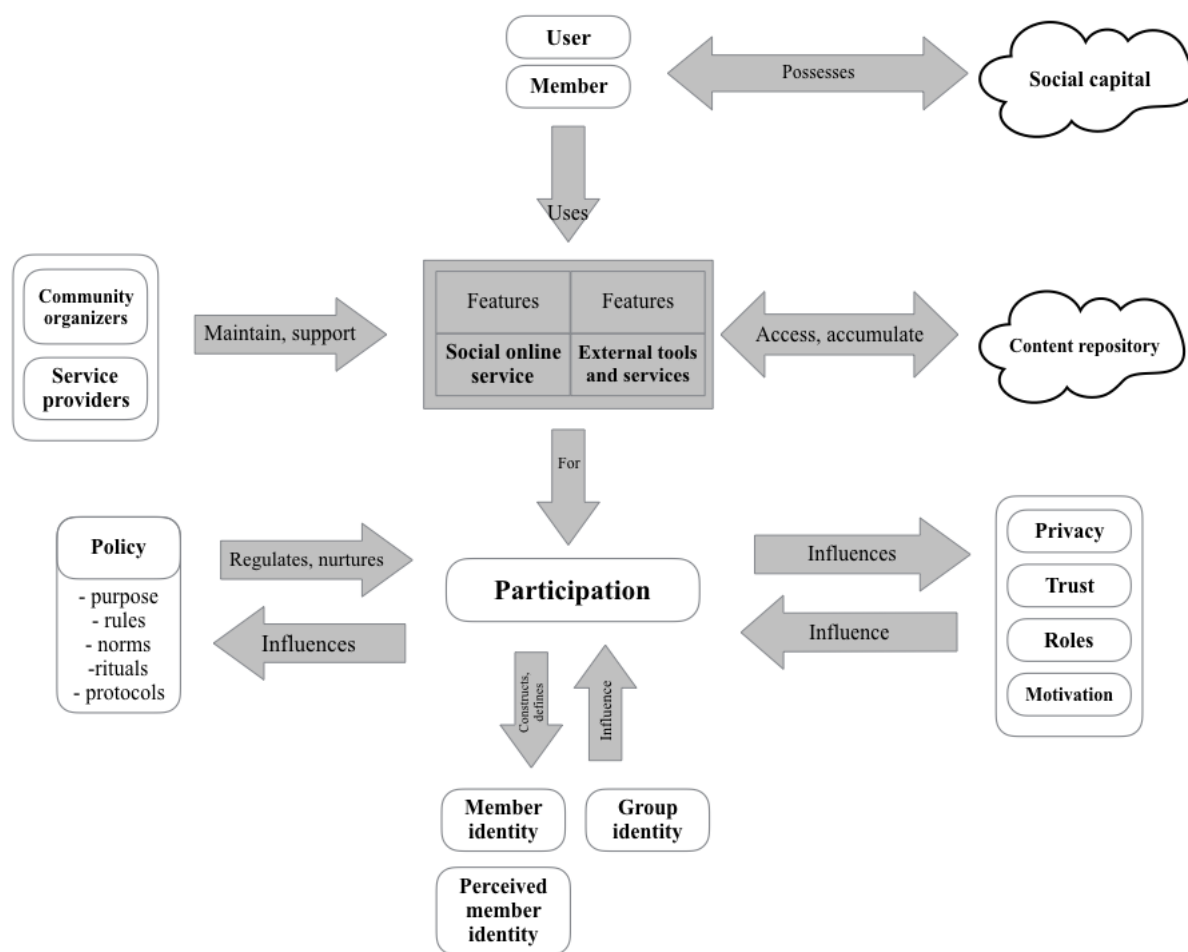 User
Member
Possesses
Social capital
Uses
Community
organizers
Service
providers
Maintain, support
Features
Features
Social online
service
External tools
and services
Access, accumulate
Content repository
For
Policy
- purpose
- rules
- norms
-rituals
- protocols
Regulates, nurtures
Influences
Participation
Influences
Influence
Privacy
Trust
Roles
Motivation
Constructs,
defines
Influence
Member
identity
Group
identity
Perceived
member
identity